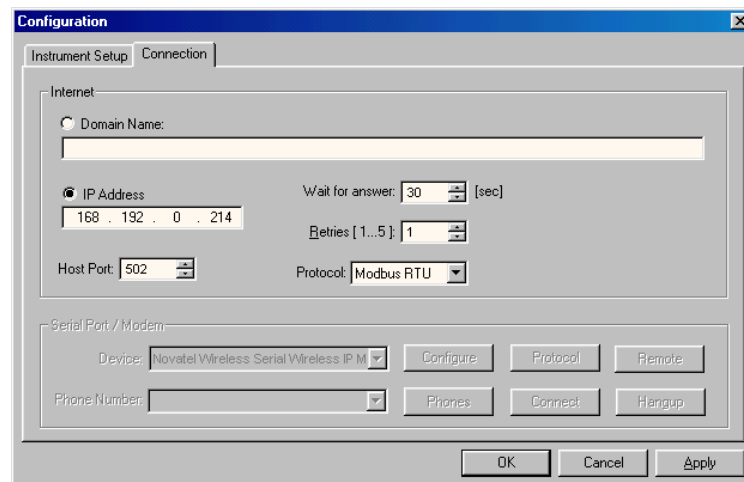 Configuration
Instrument Setup Connection
Internet
Domain Name:
IP Address Wait for answer: 30 [sec]
168 . 192 . 0 . 214
Retries [ 1...5 ]: 1
Host Port: 502 Protocol: Modbus RTU
Serial Port / Modem
Device: Novatel Wireless Serial Wireless IP M Configure Protocol Remote
Phone Number: Phones Connect Hangup
OK Cancel Apply